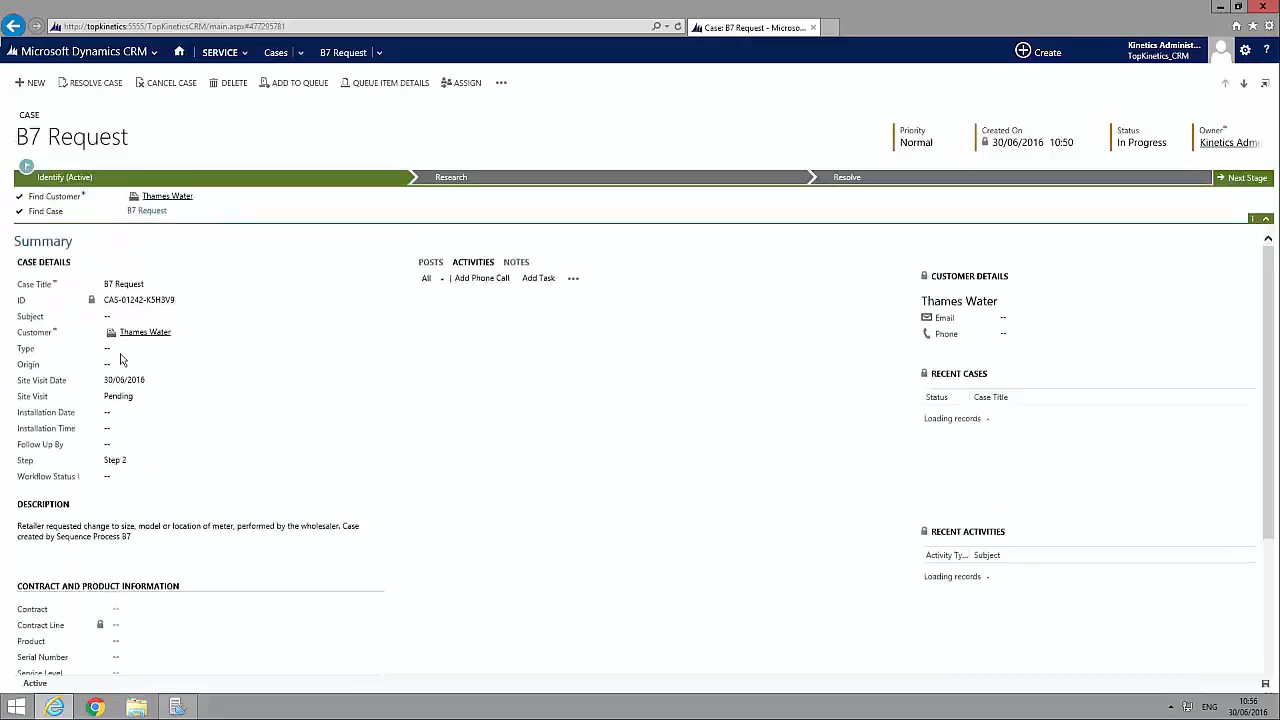 http://topkinetics:5555/TopKineticsCRM/main.aspx#477295781
Case: B7 Request - Microso...
Microsoft Dynamics CRM
SERVICE
Cases
B7 Request
Create
Kinetics Administ...
TopKinetics_CRM
?
NEW
RESOLVE CASE
CANCEL CASE
DELETE
ADD TO QUEUE
QUEUE ITEM DETAILS
ASSIGN
CASE
B7 Request
Priority
Normal
Created On
30/06/2016 10:50
Status
In Progress
Owner*
Kinetics Admi
Identify (Active)
Research
Resolve
Next Stage
Find Customer*
Thames Water
Find Case
B7 Request
Summary
CASE DETAILS
Case Title* B7 Request
ID CAS-01242-K5H3V9
Subject --
Customer* Thames Water
Type --
Origin --
Site Visit Date 30/06/2016
Site Visit Pending
Installation Date --
Installation Time --
Follow Up By --
Step Step 2
Workflow Status --
DESCRIPTION
Retailer requested change to size, model or location of meter, performed by the wholesaler. Case
created by Sequence Process B7
CONTRACT AND PRODUCT INFORMATION
Contract --
Contract Line --
Product --
Serial Number --
Service Level
POSTS ACTIVITIES NOTES
All | Add Phone Call Add Task ...
CUSTOMER DETAILS
Thames Water
Email --
Phone --
RECENT CASES
Status Case Title
Loading records
RECENT ACTIVITIES
Activity Ty... Subject
Loading records
Active
ENG
10:56
30/06/2016